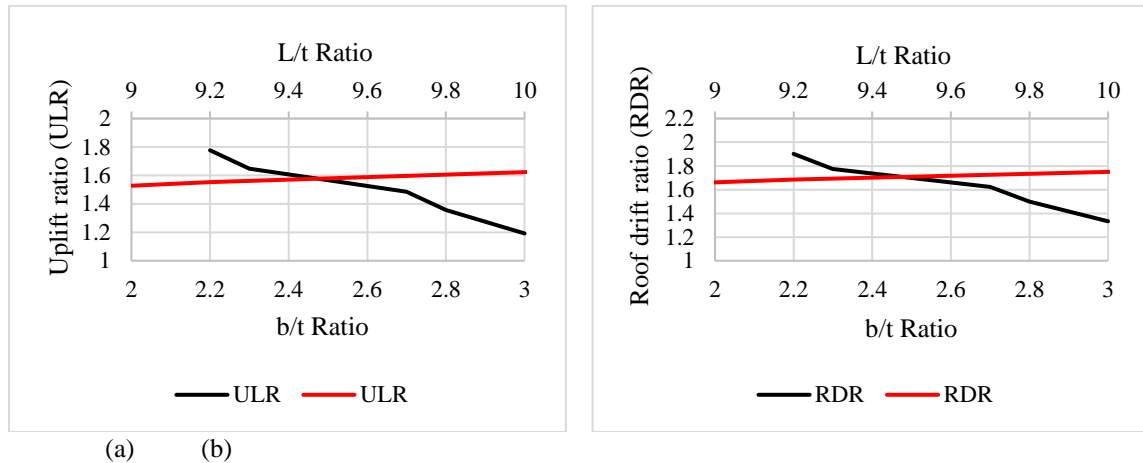 L/t Ratio
9 9.2 9.4 9.6 9.8 10
Uplift ratio (ULR)
2
1.8
1.6
1.4
1.2
1
2 2.2 2.4 2.6 2.8 3
b/t Ratio
ULR ULR
L/t Ratio
9 9.2 9.4 9.6 9.8 10
Roof drift ratio (RDR)
2.2
2
1.8
1.6
1.4
1.2
1
2 2.2 2.4 2.6 2.8 3
b/t Ratio
RDR RDR
(a) (b)